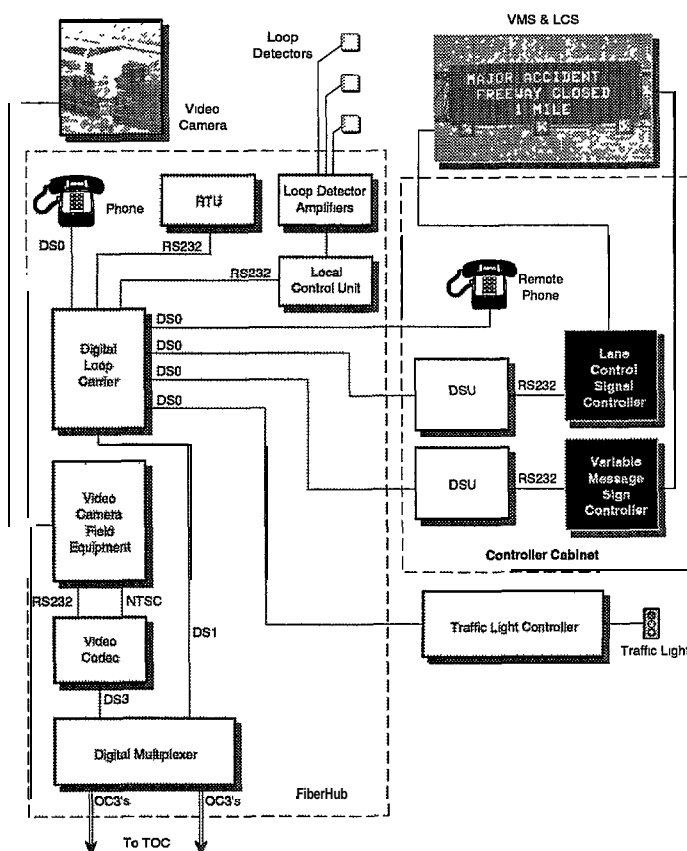 VMS & LCS
Loop
Detectors
MAJOR ACCIDENT
FREEWAY CLOSED
1 MILE
Video
Camera
Phone
RTU
Loop Detector
Amplifiers
DS0
RS232
RS232
Local
Control Unit
Remote
Phone
DS0
DS0
DS0
DS0
Digital
Loop
Carrier
DSU
RS232
Lane
Control
Signal
Controller
DSU
RS232
Variable
Message
Sign
Controller
Video
Camera
Field
Equipment
Controller Cabinet
RS232
NTSC
DS1
Video
Codec
Traffic Light Controller
Traffic Light
DS3
Digital Multiplexer
FiberHub
OC3's
OC3's
To TOC